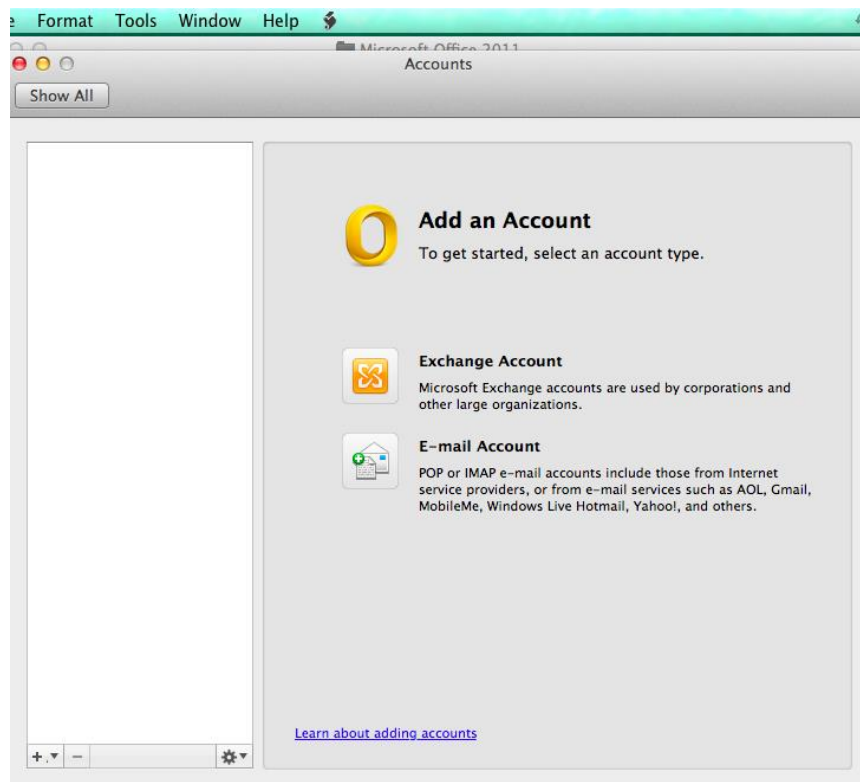 Format Tools Window Help
Microsoft Office 2011
Accounts
Show All
Add an Account
To get started, select an account type.
Exchange Account
Microsoft Exchange accounts are used by corporations and
other large organizations.
E-mail Account
POP or IMAP e-mail accounts include those from Internet
service providers, or from e-mail services such as AOL, Gmail,
MobileMe, Windows Live Hotmail, Yahoo!, and others.
Learn about adding accounts